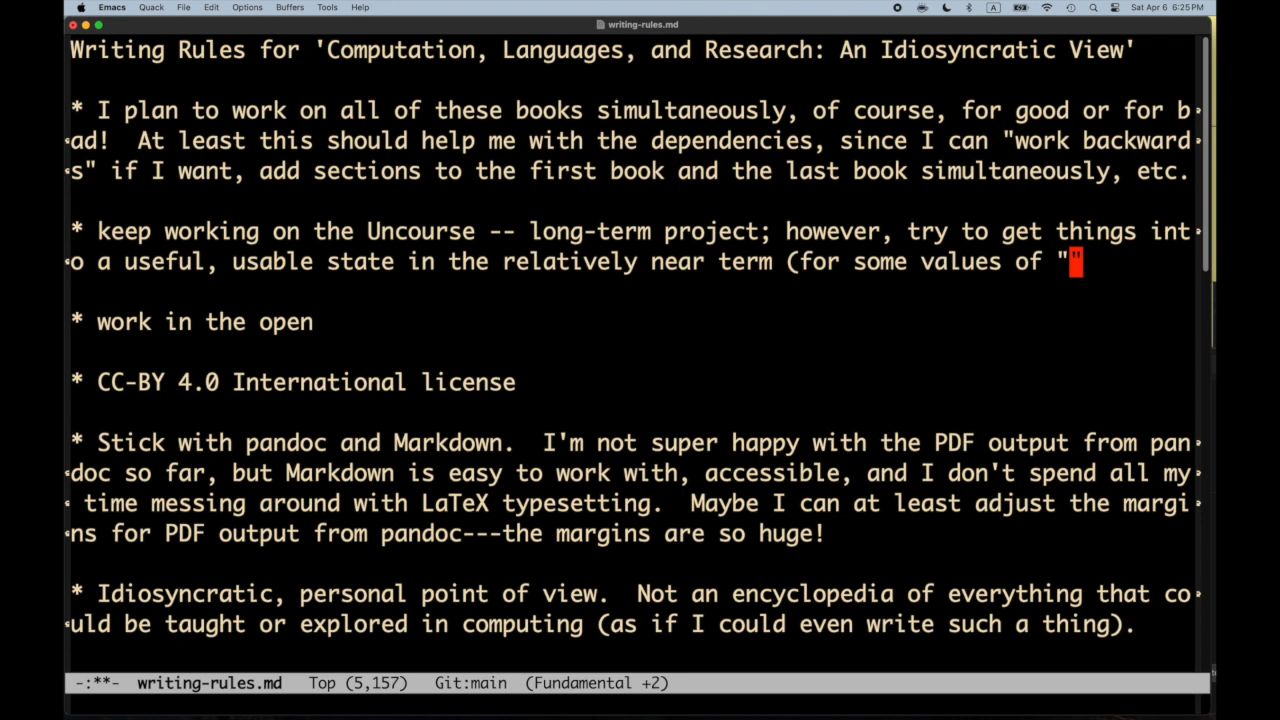 Emacs Quack File Edit Options Buffers Tools Help A Sat Apr 6 6:25 PM
writing-rules.md
Writing Rules for 'Computation, Languages, and Research: An Idiosyncratic View'
* I plan to work on all of these books simultaneously, of course, for good or for b
ad!  At least this should help me with the dependencies, since I can "work backward
s" if I want, add sections to the first book and the last book simultaneously, etc.
* keep working on the Uncourse -- long-term project; however, try to get things int
o a useful, usable state in the relatively near term (for some values of ""
* work in the open
* CC-BY 4.0 International license
* Stick with pandoc and Markdown.  I'm not super happy with the PDF output from pan
doc so far, but Markdown is easy to work with, accessible, and I don't spend all my
time messing around with LaTeX typesetting.  Maybe I can at least adjust the margi
ns for PDF output from pandoc---the margins are so huge!
* Idiosyncratic, personal point of view.  Not an encyclopedia of everything that co
uld be taught or explored in computing (as if I could even write such a thing).
-:**-  writing-rules.md   Top (5,157)   Git:main  (Fundamental +2)